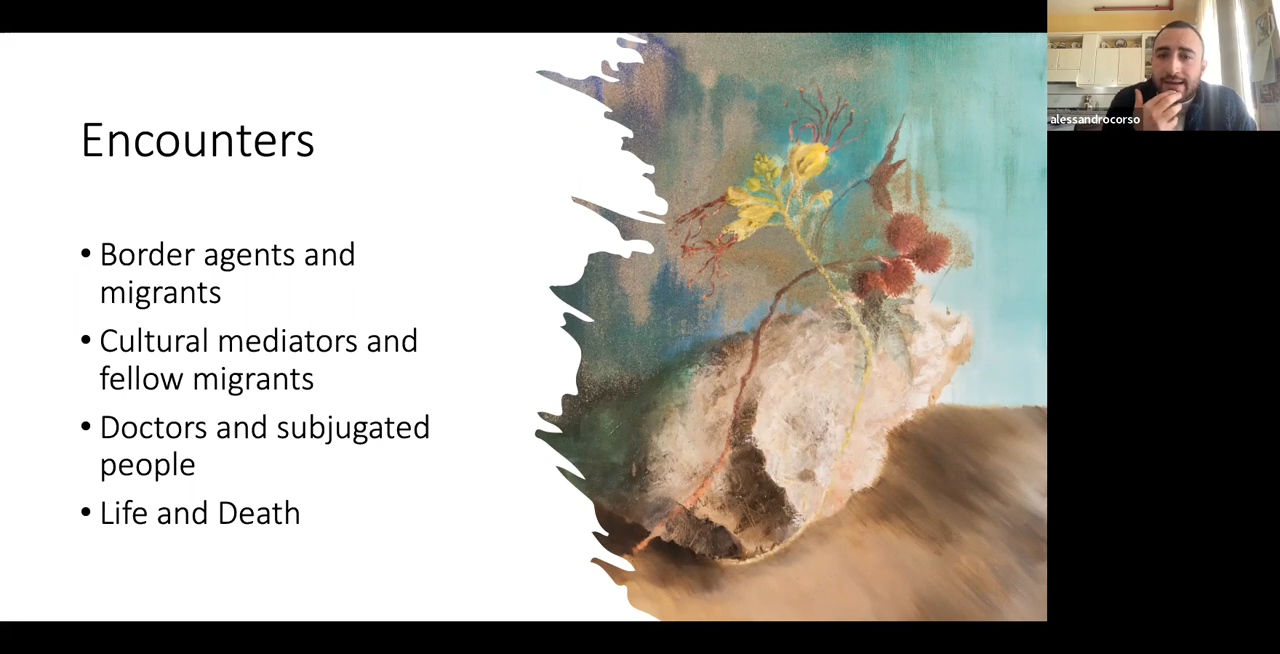 Encounters
• Border agents and
migrants
• Cultural mediators and
fellow migrants
• Doctors and subjugated
people
• Life and Death
alessandrocorso